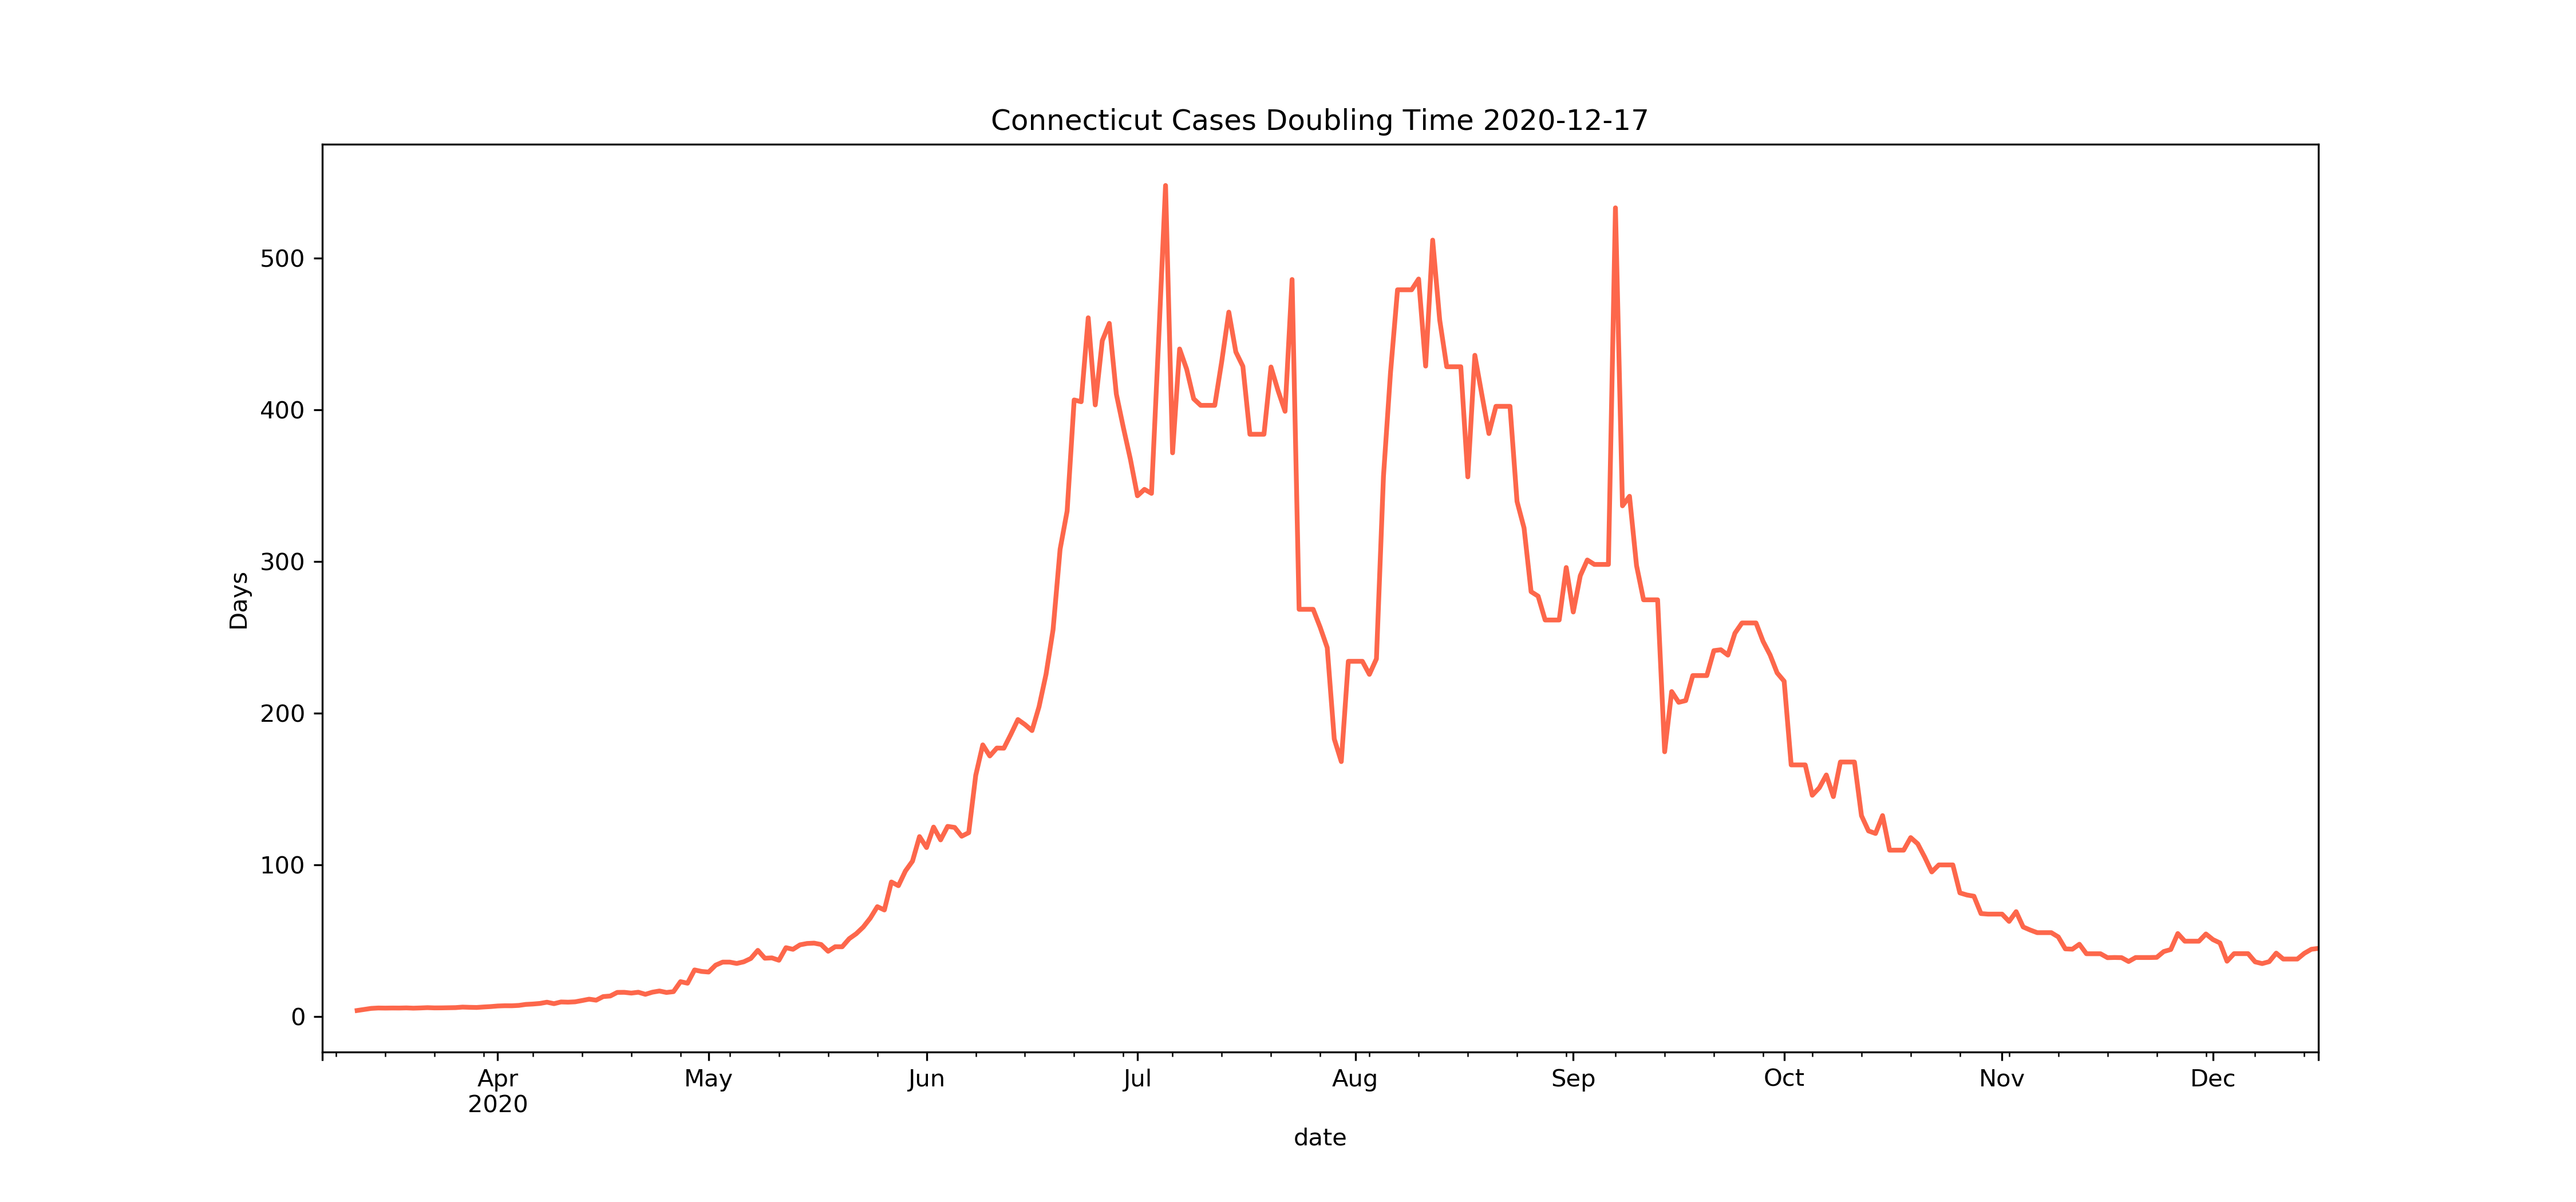 Connecticut Cases Doubling Time 2020-12-17
Days
500
400
300
200
100
0
Apr May Jun Jul Aug Sep Oct Nov Dec
2020
date